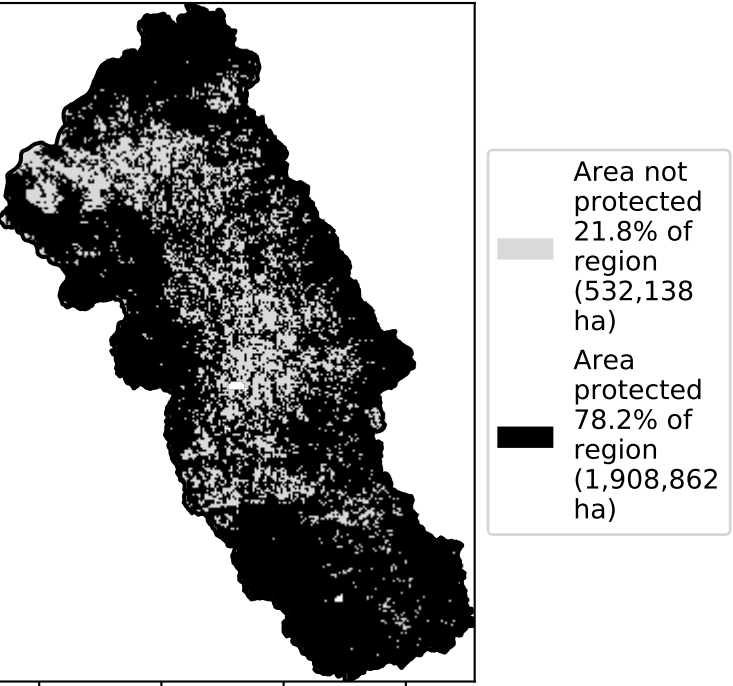 Area not
protected
21.8% of
region
(532,138
ha)
Area
protected
78.2% of
region
(1,908,862
ha)